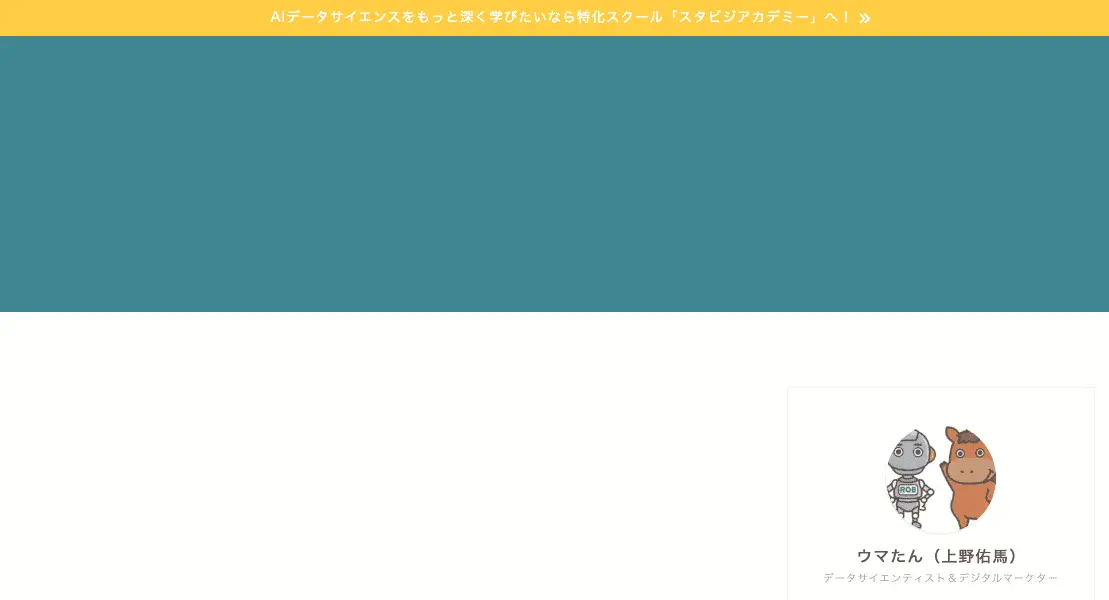 AIデータサイエンスをもっと深く学びたいなら特化スクール「スタビジアカデミー」へ！ »
ROB
ウマたん（上野佑馬）
データサイエンティスト＆デジタルマーケター